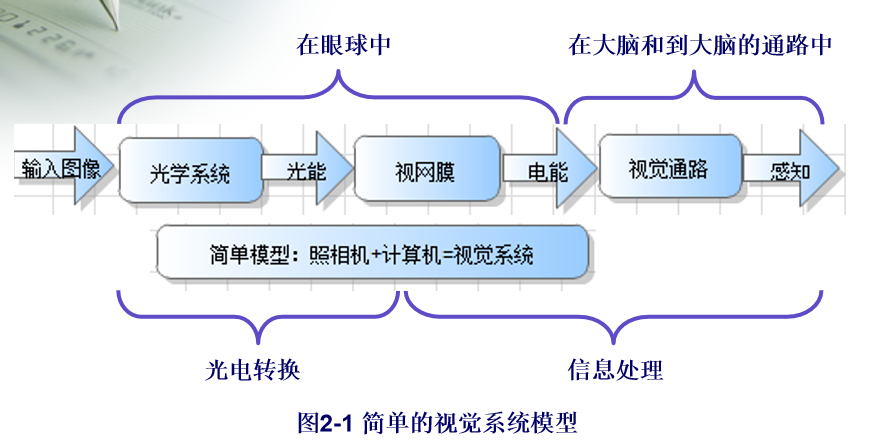 在眼球中
在大脑和到大脑的通路中
输入图像
光学系统
光能
视网膜
电能
视觉通路
感知
简单模型：照相机+计算机=视觉系统
光电转换
信息处理
图2-1 简单的视觉系统模型